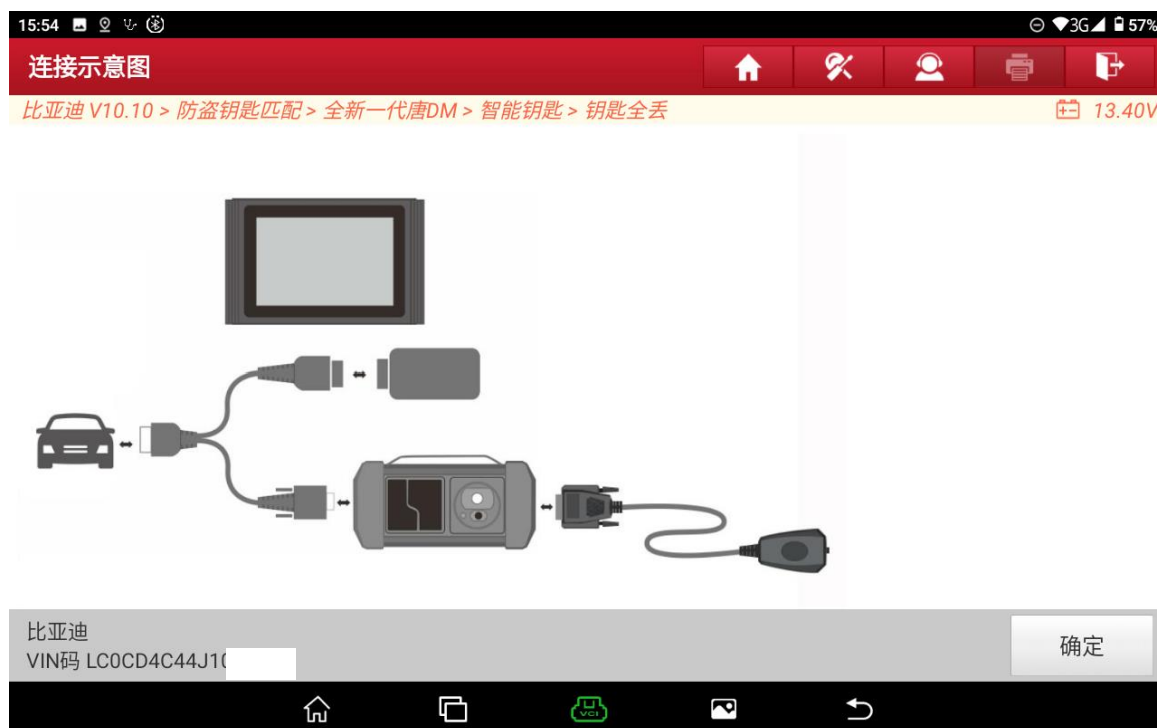 15:54 3G 57%
连接示意图
比亚迪 V10.10 > 防盗钥匙匹配 > 全新一代唐DM > 智能钥匙 > 钥匙全丢 13.40V
比亚迪
VIN码 LC0CD4C44J10
确定
VCI